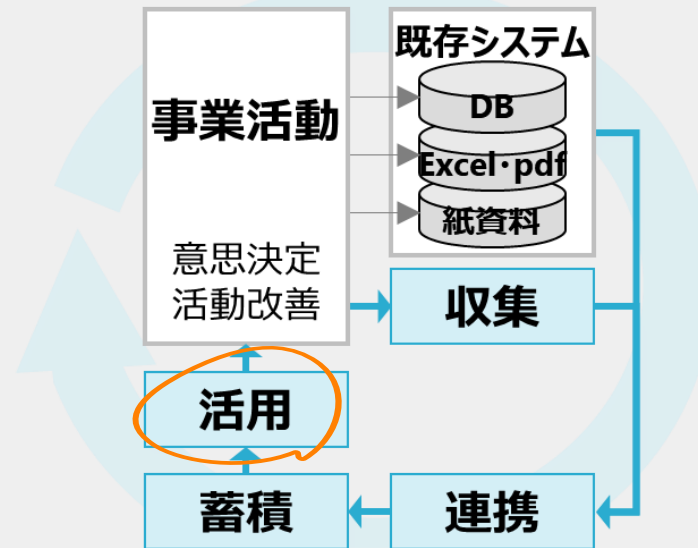 事業活動
意思決定
活動改善
既存システム
DB
Excel・pdf
紙資料
収集
活用
蓄積
連携